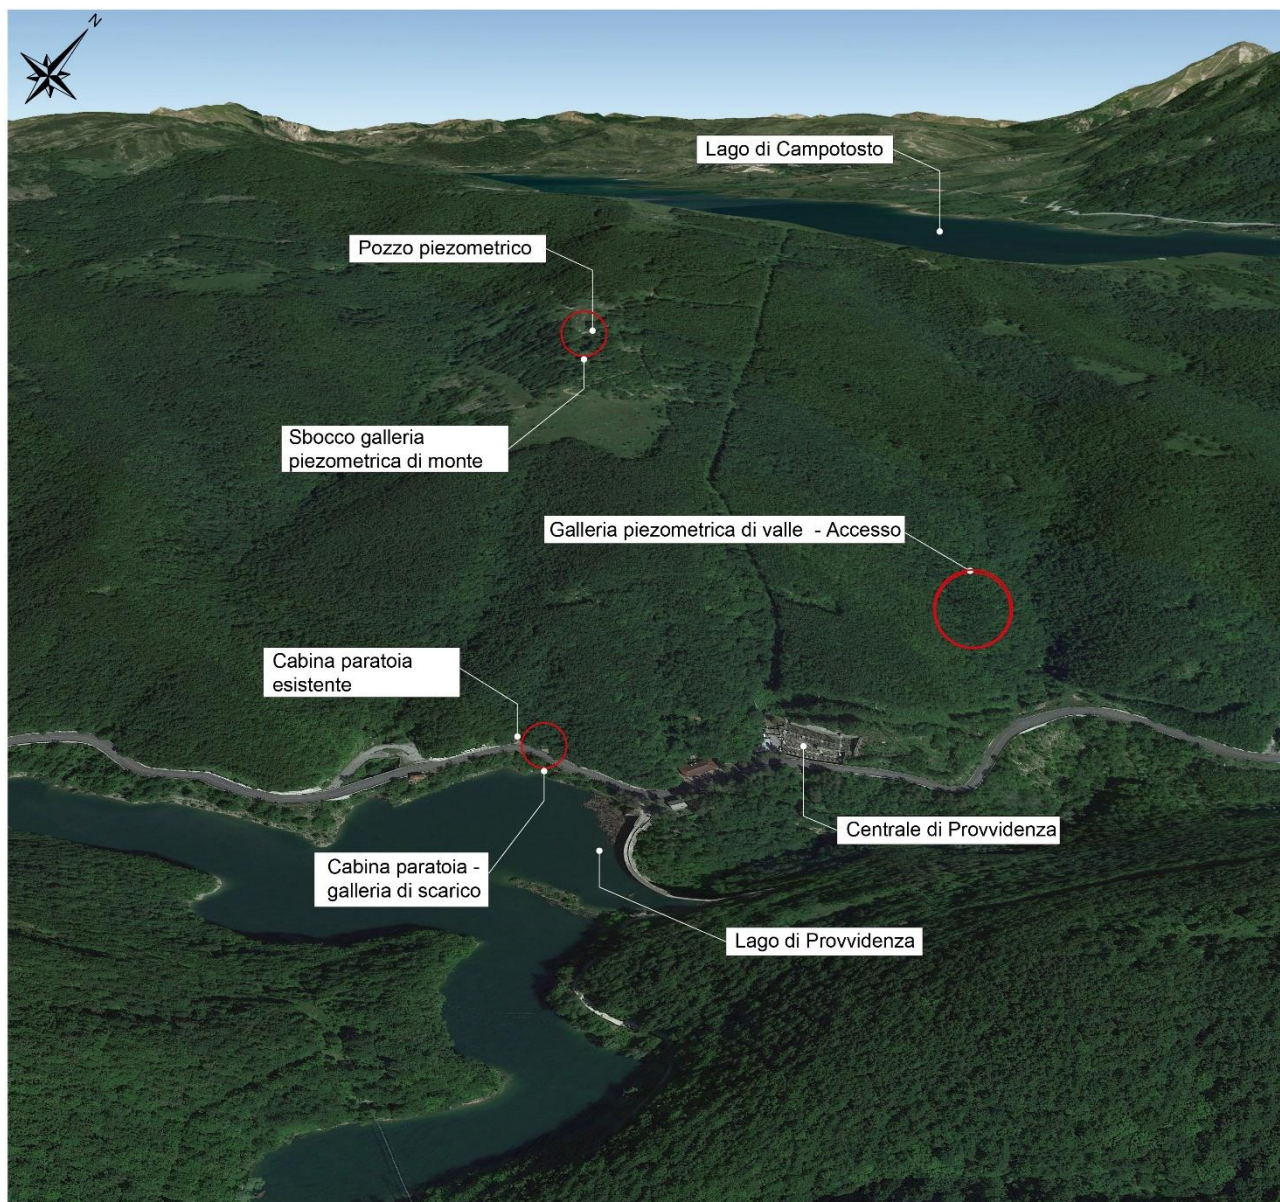 N
Lago di Campotosto
Pozzo piezometrico
Sbocco galleria
piezometrica di monte
Galleria piezometrica di valle - Accesso
Cabina paratoia
esistente
Centrale di Provvidenza
Cabina paratoia -
galleria di scarico
Lago di Provvidenza